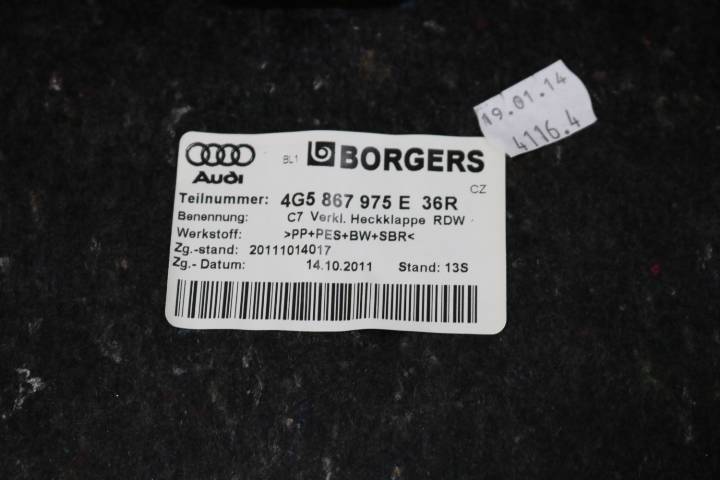 19.01.14
4116.4
Audi
BL1 BORGERS
CZ
Teilnummer: 4G5 867 975 E 36R
Benennung: C7 Verkl. Heckklappe RDW
Werkstoff: >PP+PES+BW+SBR<
Zg.-stand: 20111014017
Zg.- Datum: 14.10.2011 Stand: 13S